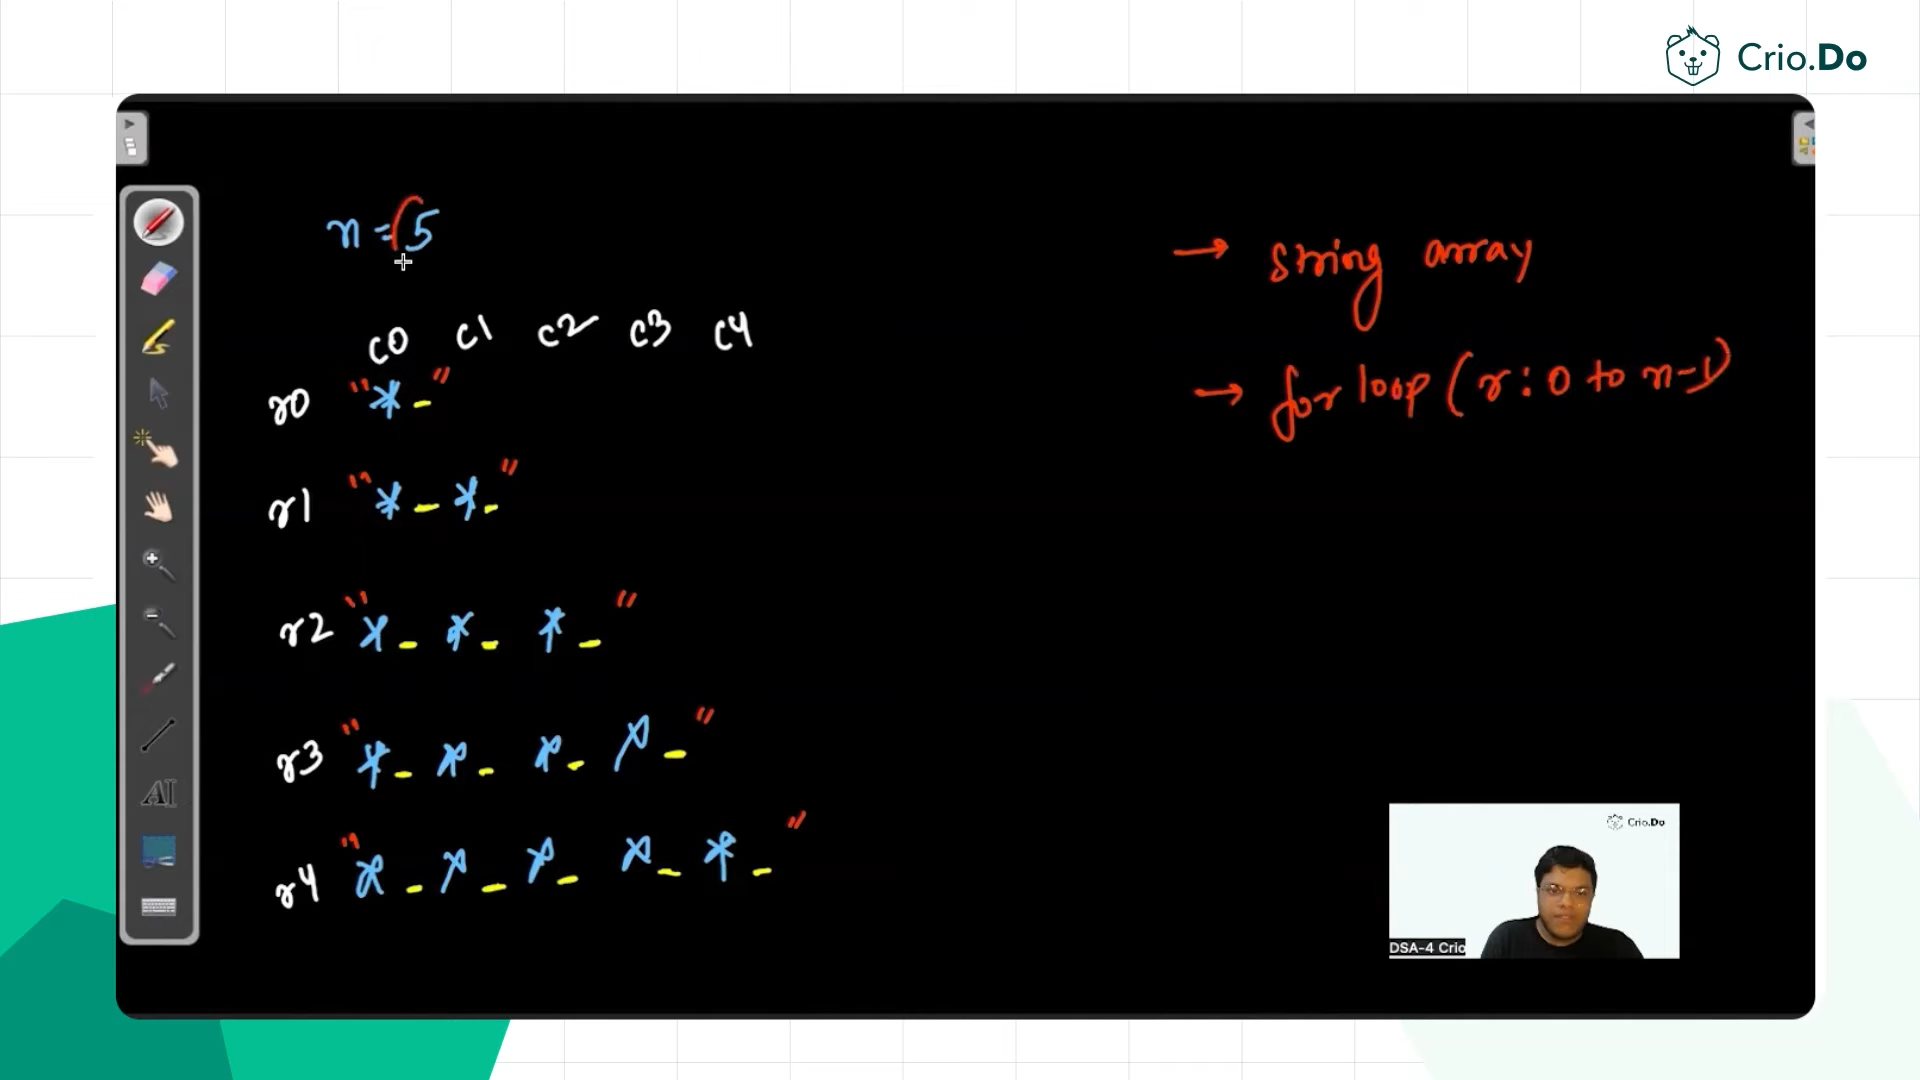 Crio.Do
n = 5
→ string array
c0 c1 c2 c3 c4
→ for loop (r: 0 to n-1)
r0 "* _"
r1 "* _ * _"
r2 "* _ * _ * _"
r3 "* _ * _ * _ * _"
r4 "* _ * _ * _ * _ * _"
AI
Crio.Do
DSA-4 Crio